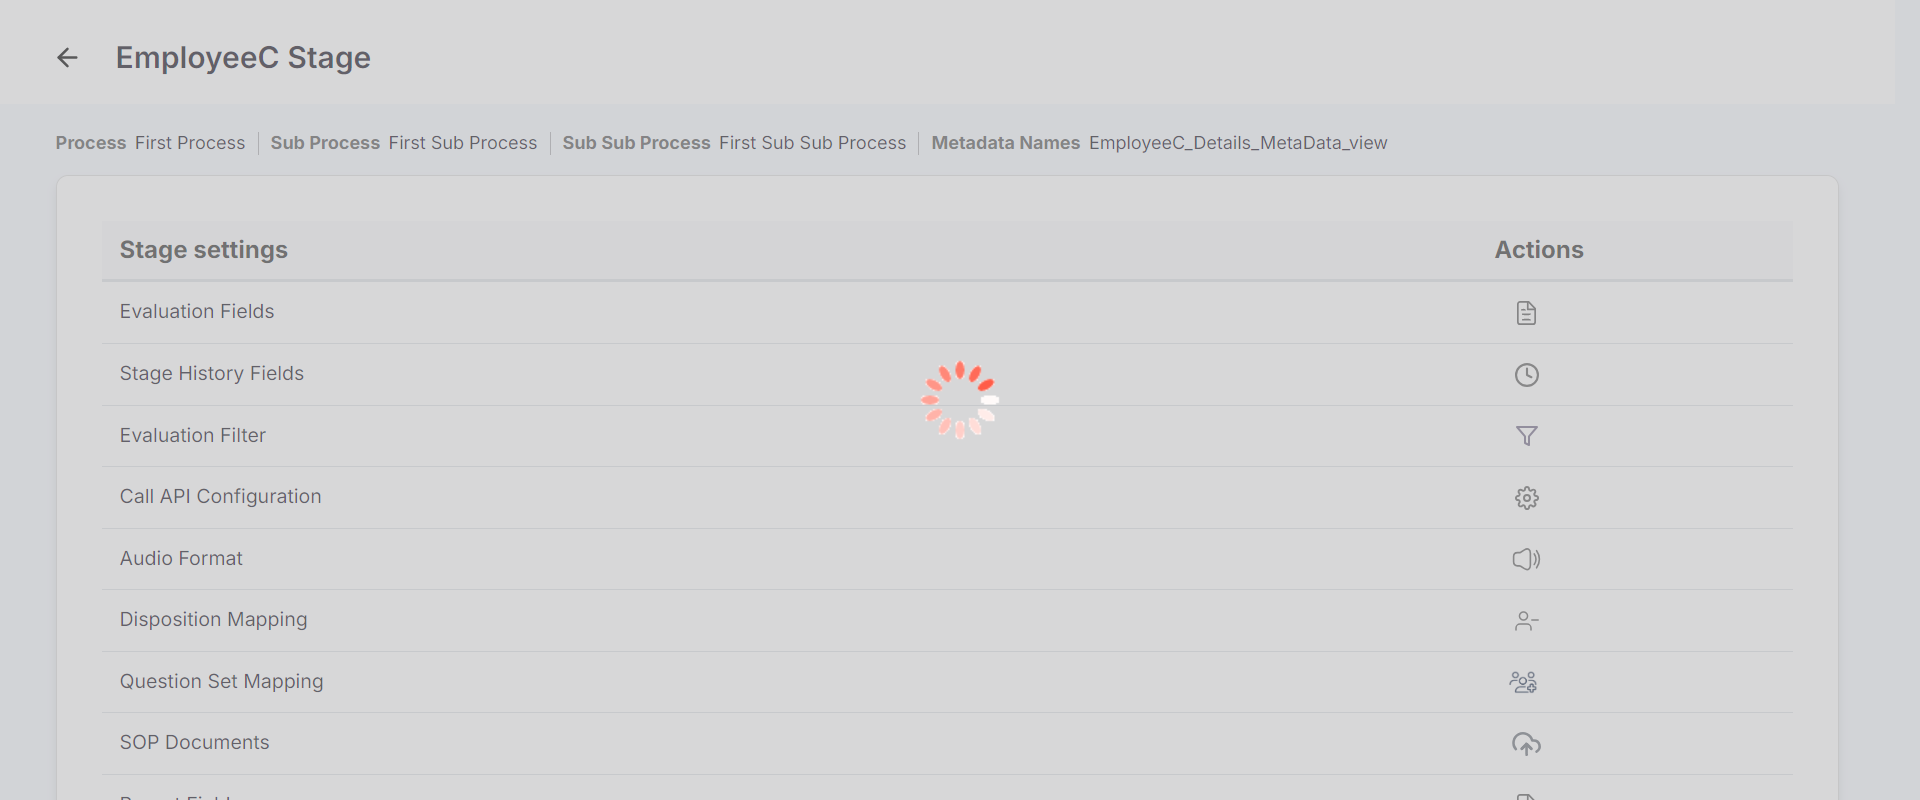 EmployeeC Stage
Process First Process Sub Process First Sub Process Sub Sub Process First Sub Sub Process Metadata Names EmployeeC_Details_MetaData_view
Stage settings Actions
Evaluation Fields
Stage History Fields
Evaluation Filter
Call API Configuration
Audio Format
Disposition Mapping
Question Set Mapping
SOP Documents